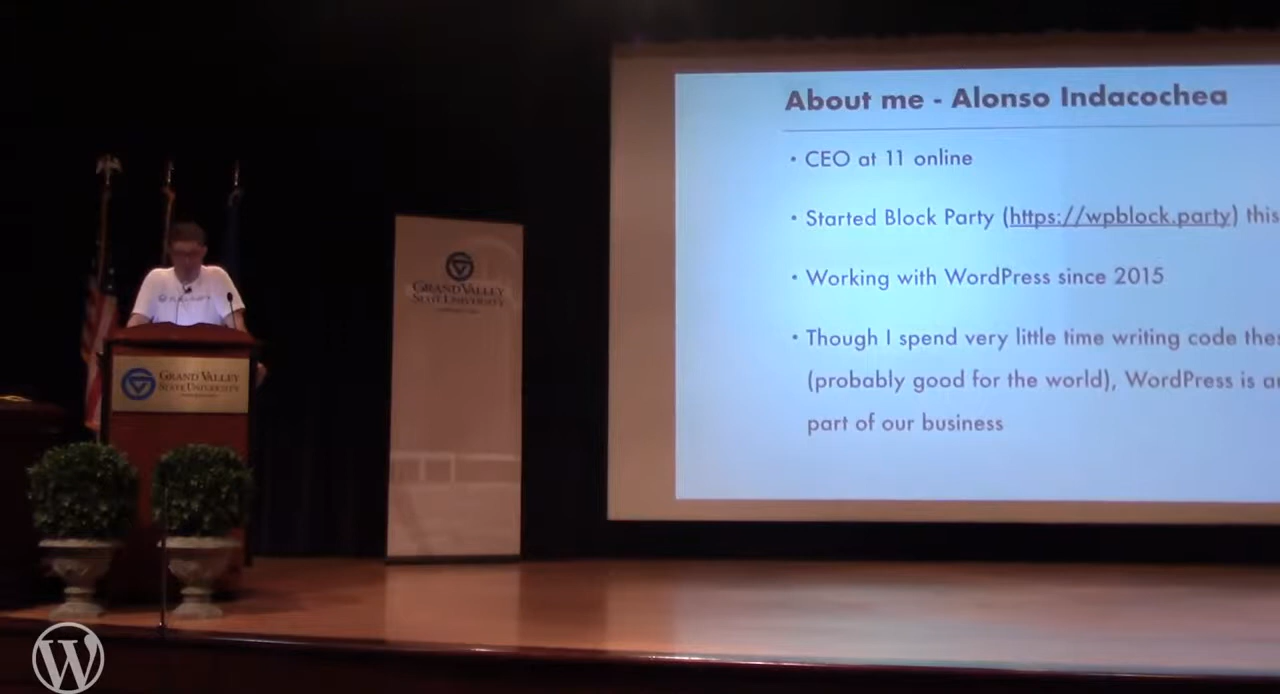 About me - Alonso Indacochea
• CEO at 11 online
• Started Block Party (https://wpblock.party) this
• Working with WordPress since 2015
• Though I spend very little time writing code thes
(probably good for the world), WordPress is a
part of our business
GRAND VALLEY
STATE UNIVERSITY
GRAND VALLEY
STATE UNIVERSITY
W